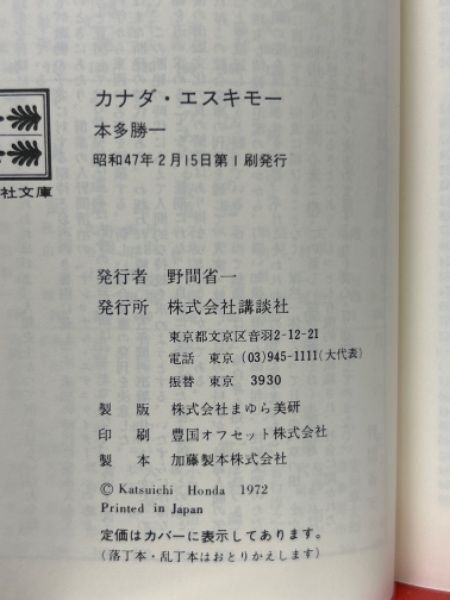 カナダ・エスキモー
本多勝一
昭和47年2月15日第1刷発行
社文庫
発行者 野間省一
発行所 株式会社講談社
東京都文京区音羽2-12-21
電話 東京 (03)945-1111(大代表)
振替 東京 3930
製版 株式会社まゆら美研
印刷 豊国オフセット株式会社
製本 加藤製本株式会社
© Katsuichi Honda 1972
Printed in Japan
定価はカバーに表示してあります。
(落丁本・乱丁本はおとりかえします)